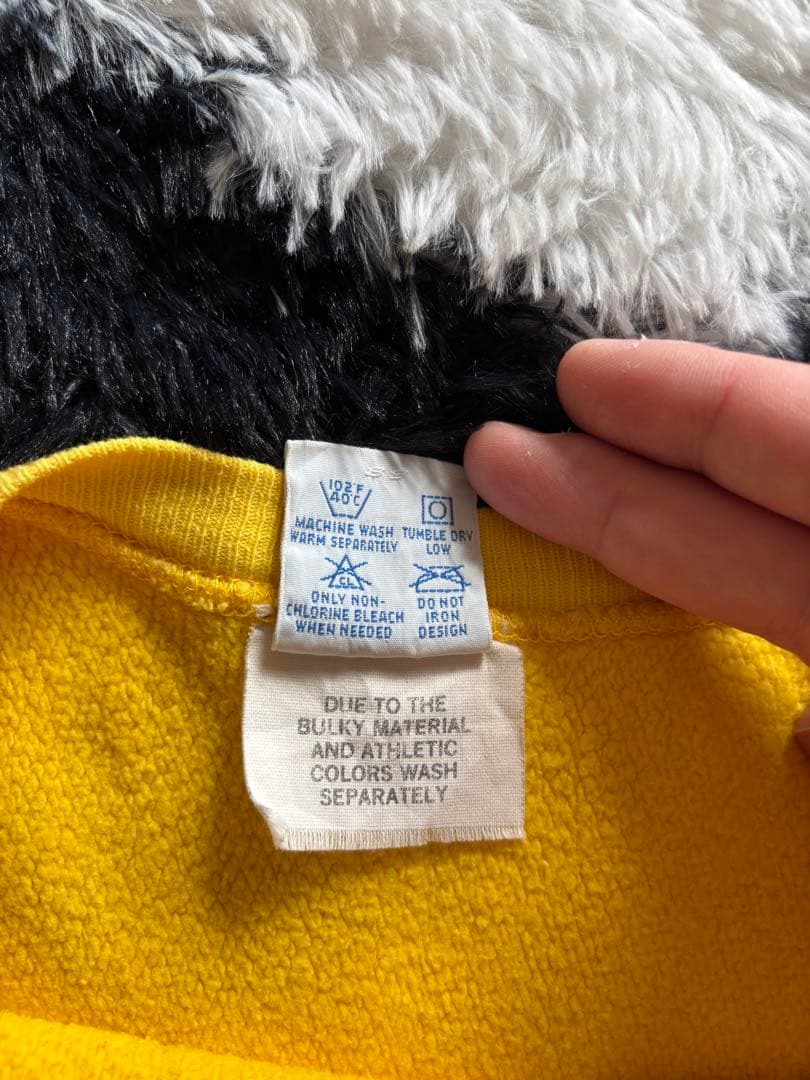 102°F
40°C
MACHINE WASH
WARM SEPARATELY
TUMBLE DRY
LOW
CL
ONLY NON-
CHLORINE BLEACH
WHEN NEEDED
DO NOT
IRON
DESIGN
DUE TO THE
BULKY MATERIAL
AND ATHLETIC
COLORS WASH
SEPARATELY